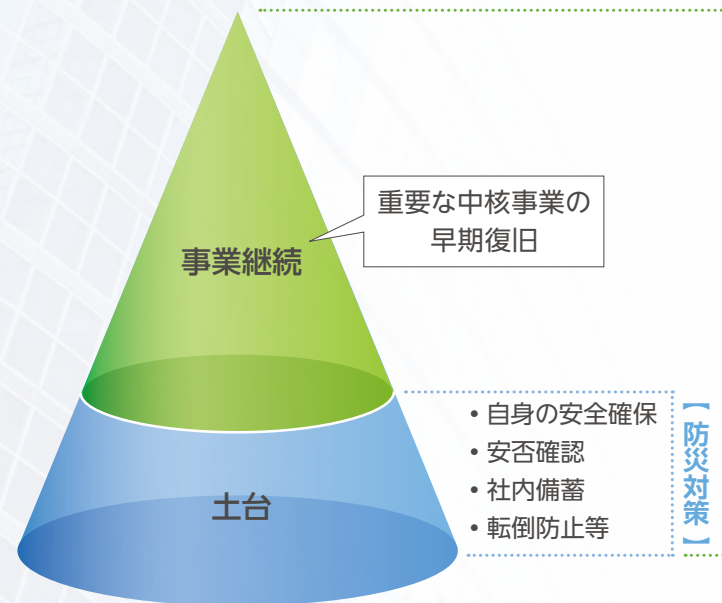 重要な中核事業の
早期復旧
事業継続
• 自身の安全確保
• 安否確認
• 社内備蓄
• 転倒防止等
【防災対策】
土台